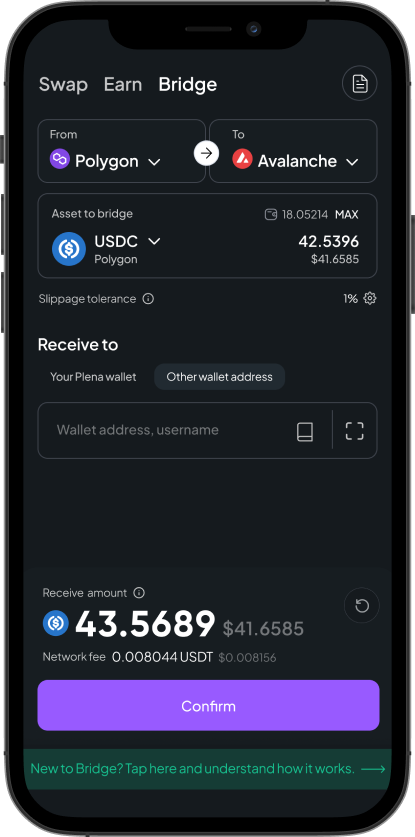 Swap Earn Bridge
From
Polygon
To
Avalanche
Asset to bridge
18.05214 MAX
USDC
42.5396
Polygon
$41.6585
Slippage tolerance
1%
Receive to
Your Plena wallet
Other wallet address
Wallet address, username
Receive amount
43.5689 $41.6585
Network fee 0.008044 USDT $0.008156
Confirm
New to Bridge? Tap here and understand how it works.